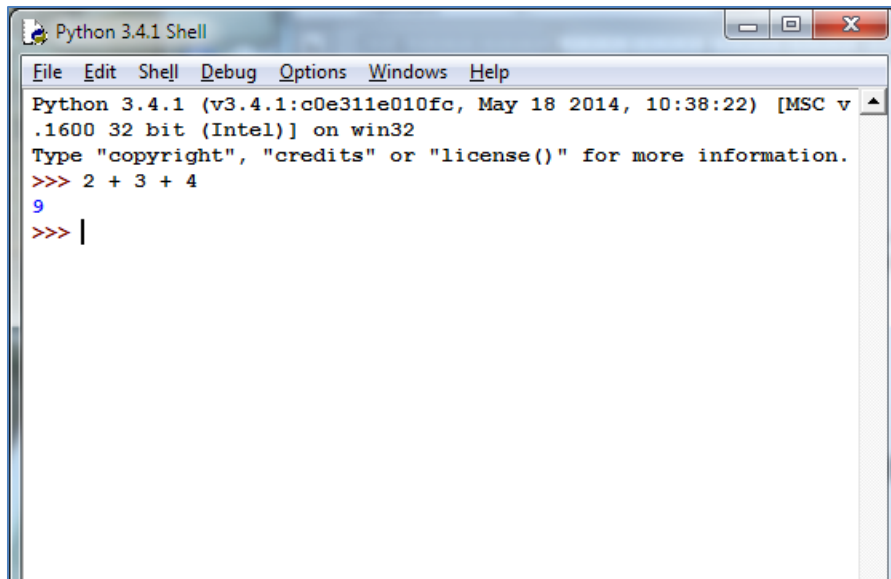 Python 3.4.1 Shell
File Edit Shell Debug Options Windows Help
Python 3.4.1 (v3.4.1:c0e311e010fc, May 18 2014, 10:38:22) [MSC v
.1600 32 bit (Intel)] on win32
Type "copyright", "credits" or "license()" for more information.
>>> 2 + 3 + 4
9
>>>